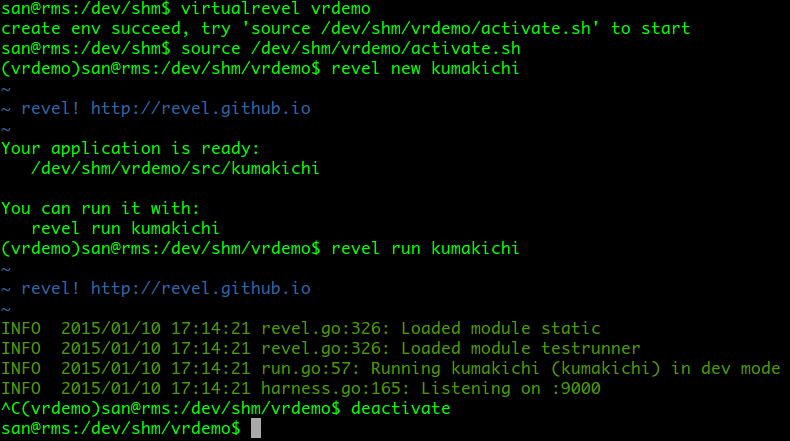 san@rms:/dev/shm$ virtualrevel vrdemo
create env succeed, try 'source /dev/shm/vrdemo/activate.sh' to start
san@rms:/dev/shm$ source /dev/shm/vrdemo/activate.sh
(vrdemo)san@rms:/dev/shm/vrdemo$ revel new kumakichi
~
~ revel! http://revel.github.io
~
Your application is ready:
   /dev/shm/vrdemo/src/kumakichi

You can run it with:
   revel run kumakichi
(vrdemo)san@rms:/dev/shm/vrdemo$ revel run kumakichi
~
~ revel! http://revel.github.io
~
INFO  2015/01/10 17:14:21 revel.go:326: Loaded module static
INFO  2015/01/10 17:14:21 revel.go:326: Loaded module testrunner
INFO  2015/01/10 17:14:21 run.go:57: Running kumakichi (kumakichi) in dev mode
INFO  2015/01/10 17:14:21 harness.go:165: Listening on :9000
^C(vrdemo)san@rms:/dev/shm/vrdemo$ deactivate
san@rms:/dev/shm/vrdemo$